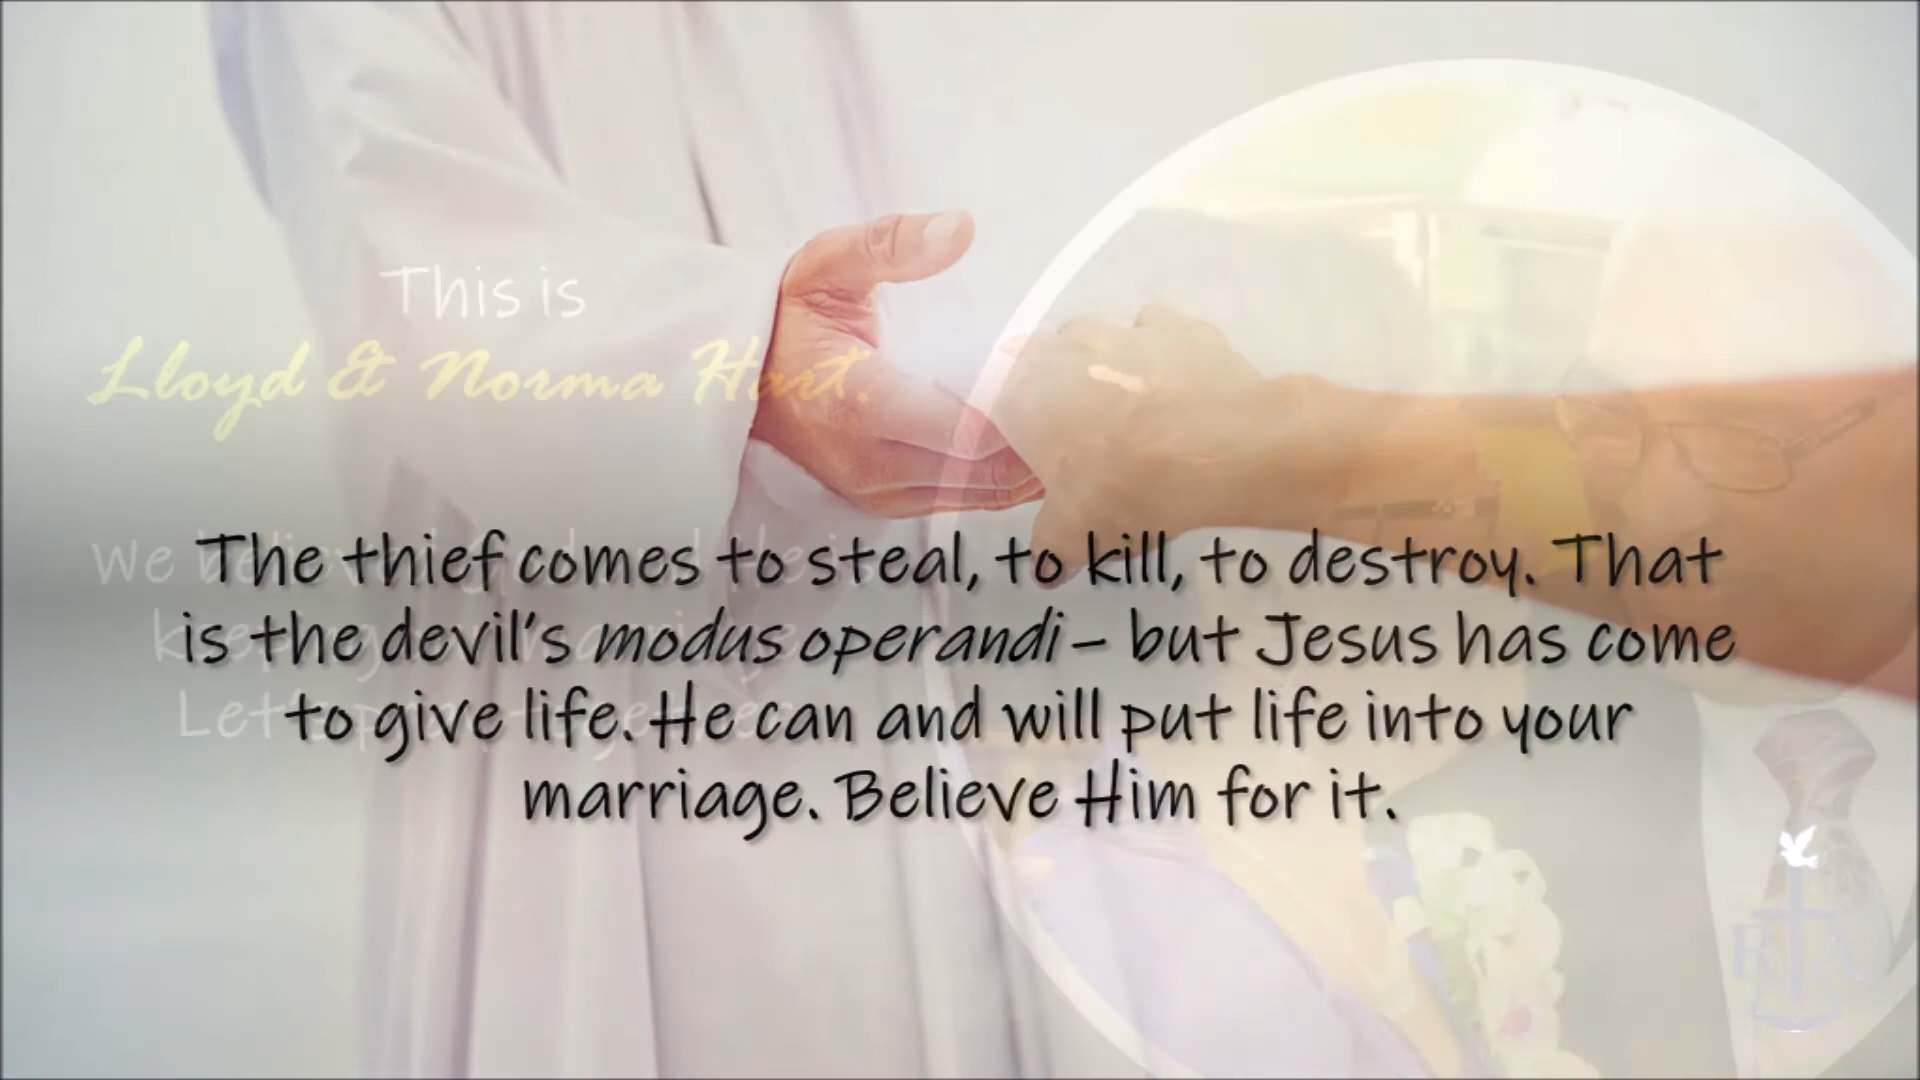 This is
Lloyd & Norma Hart.
We believe
The thief comes to steal, to kill, to destroy. That
is the devil's modus operandi – but Jesus has come
to give life. He can and will put life into your
marriage. Believe Him for it.